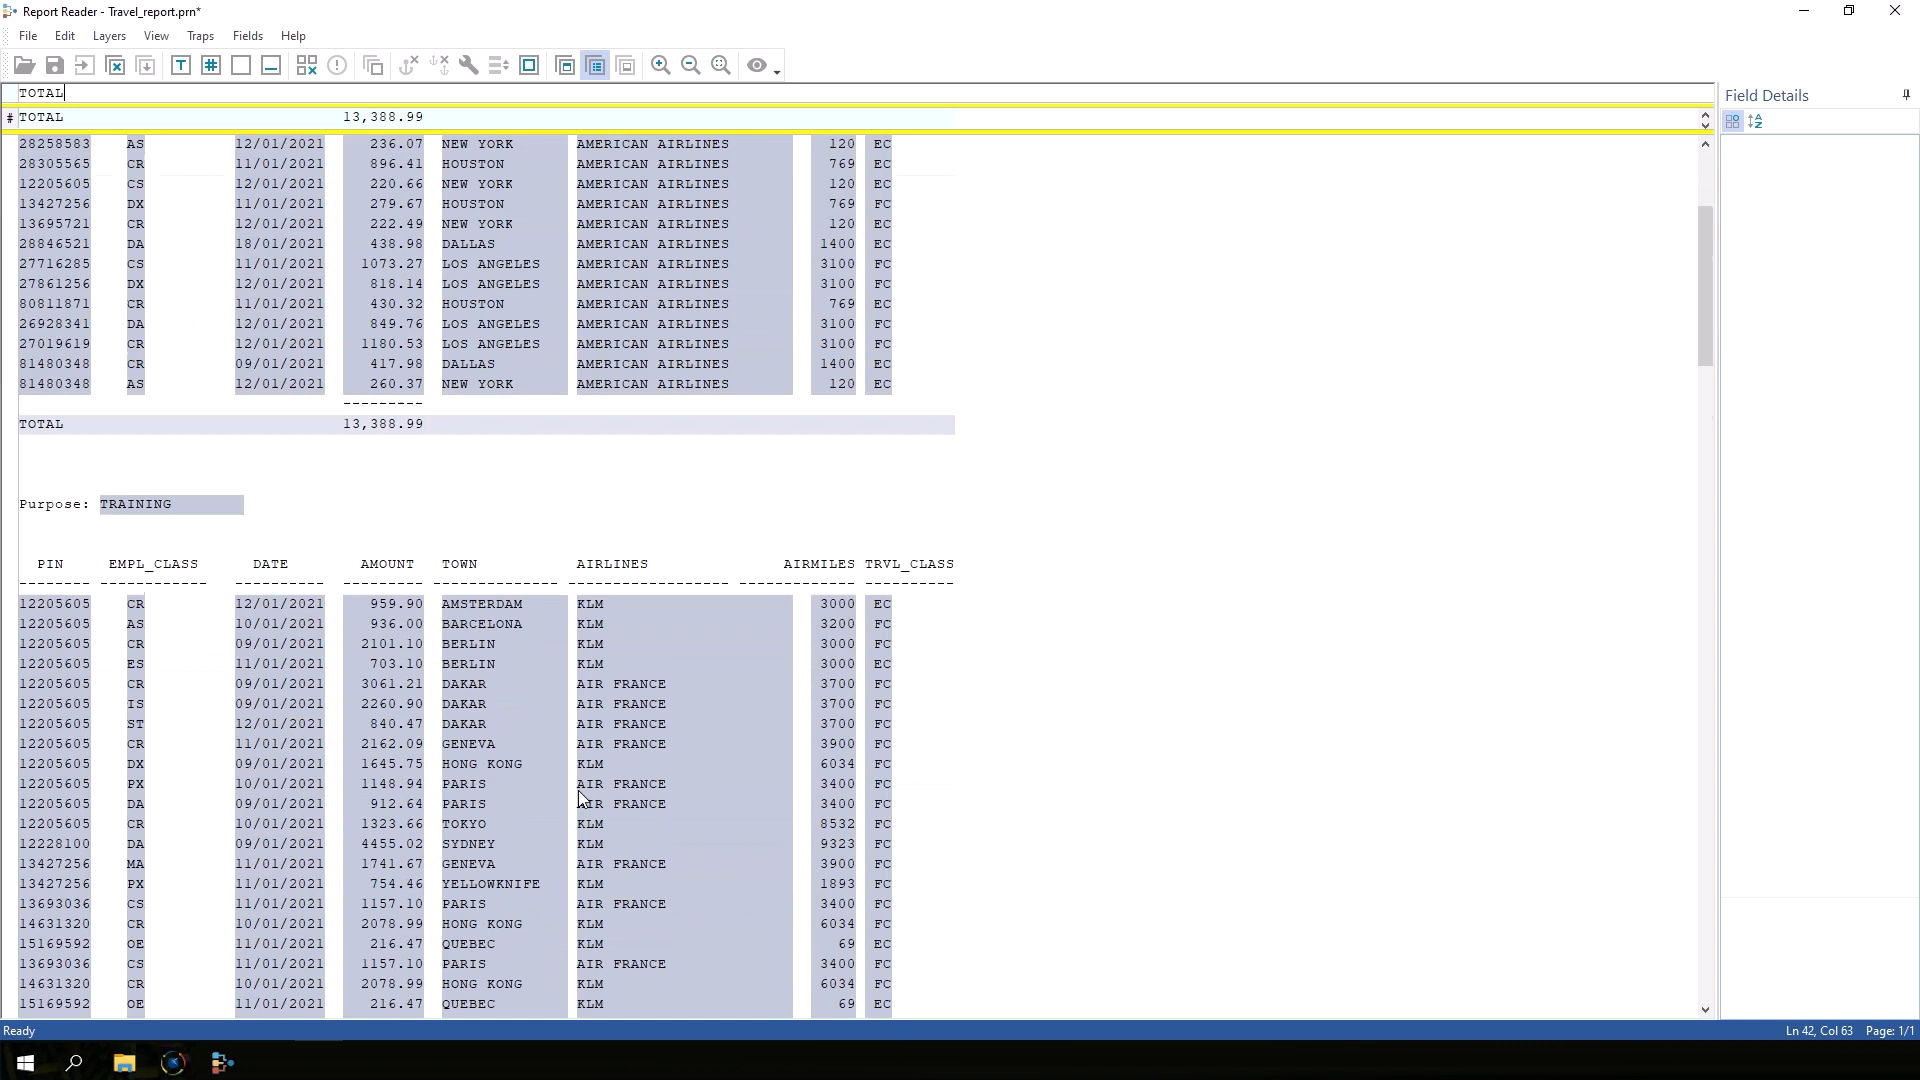 Report Reader - Travel_report.prn*
File Edit Layers View Traps Fields Help
TOTAL
Field Details
# TOTAL 13,388.99
28258583 AS 12/01/2021 236.07 NEW YORK AMERICAN AIRLINES 120 EC
28305565 CR 11/01/2021 896.41 HOUSTON AMERICAN AIRLINES 769 EC
12205605 CS 12/01/2021 220.66 NEW YORK AMERICAN AIRLINES 120 EC
13427256 DX 11/01/2021 279.67 HOUSTON AMERICAN AIRLINES 769 FC
13695721 CR 12/01/2021 222.49 NEW YORK AMERICAN AIRLINES 120 EC
28846521 DA 18/01/2021 438.98 DALLAS AMERICAN AIRLINES 1400 EC
27716285 CS 11/01/2021 1073.27 LOS ANGELES AMERICAN AIRLINES 3100 FC
27861256 DX 12/01/2021 818.14 LOS ANGELES AMERICAN AIRLINES 3100 FC
80811871 CR 11/01/2021 430.32 HOUSTON AMERICAN AIRLINES 769 EC
26928341 DA 12/01/2021 849.76 LOS ANGELES AMERICAN AIRLINES 3100 FC
27019619 CR 12/01/2021 1180.53 LOS ANGELES AMERICAN AIRLINES 3100 FC
81480348 CR 09/01/2021 417.98 DALLAS AMERICAN AIRLINES 1400 EC
81480348 AS 12/01/2021 260.37 NEW YORK AMERICAN AIRLINES 120 EC
---------
TOTAL 13,388.99
Purpose: TRAINING
PIN EMPL_CLASS DATE AMOUNT TOWN AIRLINES AIRMILES TRVL_CLASS
-------- ------------ ---------- --------- -------------- ------------------ ------------- ----------
12205605 CR 12/01/2021 959.90 AMSTERDAM KLM 3000 EC
12205605 AS 10/01/2021 936.00 BARCELONA KLM 3200 FC
12205605 CR 09/01/2021 2101.10 BERLIN KLM 3000 FC
12205605 ES 11/01/2021 703.10 BERLIN KLM 3000 EC
12205605 CR 09/01/2021 3061.21 DAKAR AIR FRANCE 3700 FC
12205605 IS 09/01/2021 2260.90 DAKAR AIR FRANCE 3700 FC
12205605 ST 12/01/2021 840.47 DAKAR AIR FRANCE 3700 FC
12205605 CR 11/01/2021 2162.09 GENEVA AIR FRANCE 3900 FC
12205605 DX 09/01/2021 1645.75 HONG KONG KLM 6034 FC
12205605 PX 10/01/2021 1148.94 PARIS AIR FRANCE 3400 FC
12205605 DA 09/01/2021 912.64 PARIS AIR FRANCE 3400 FC
12205605 CR 10/01/2021 1323.66 TOKYO KLM 8532 FC
12228100 DA 09/01/2021 4455.02 SYDNEY KLM 9323 FC
13427256 MA 11/01/2021 1741.67 GENEVA AIR FRANCE 3900 FC
13427256 PX 11/01/2021 754.46 YELLOWKNIFE KLM 1893 FC
13693036 CS 11/01/2021 1157.10 PARIS AIR FRANCE 3400 FC
14631320 CR 10/01/2021 2078.99 HONG KONG KLM 6034 FC
15169592 OE 11/01/2021 216.47 QUEBEC KLM 69 EC
13693036 CS 11/01/2021 1157.10 PARIS AIR FRANCE 3400 FC
14631320 CR 10/01/2021 2078.99 HONG KONG KLM 6034 FC
15169592 OE 11/01/2021 216.47 QUEBEC KLM 69 EC
Ready Ln 42, Col 63 Page: 1/1